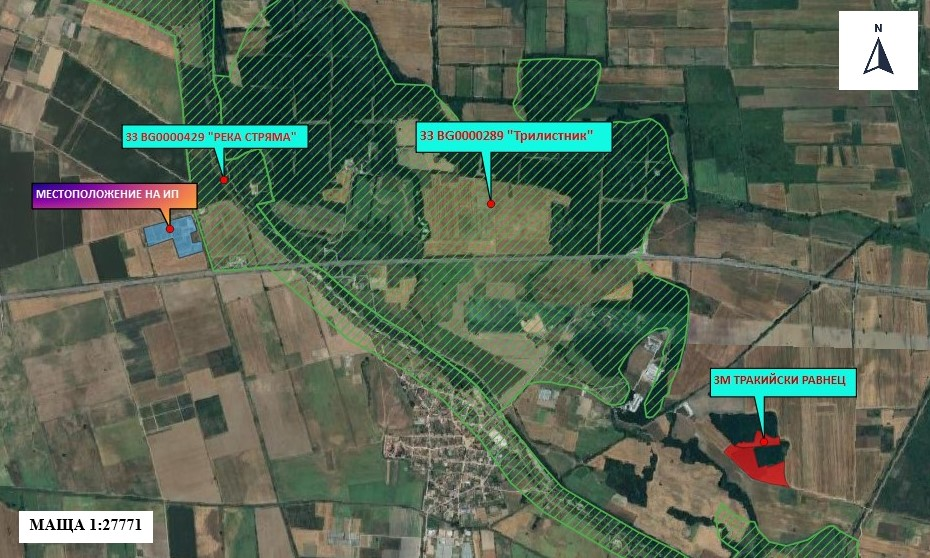 N
33 BG0000429 "РЕКА СТРЯМА"
33 BG0000289 "Трилистник"
МЕСТОПОЛОЖЕНИЕ НА ИП
ЗМ ТРАКИЙСКИ РАВНЕЦ
МАЩА 1:27771